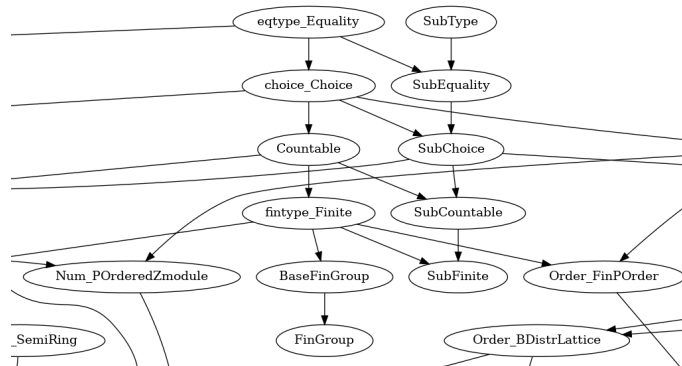 eqtype_Equality SubType
choice_Choice SubEquality
Countable SubChoice
fintype_Finite SubCountable
Num_POrderedZmodule BaseFinGroup SubFinite Order_FinPOrder
_SemiRing FinGroup Order_BDistrLattice